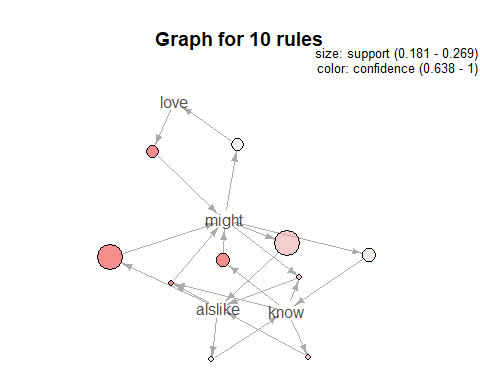 Graph for 10 rules
size: support (0.181 - 0.269)
color: confidence (0.638 - 1)
love
might
alslike
know